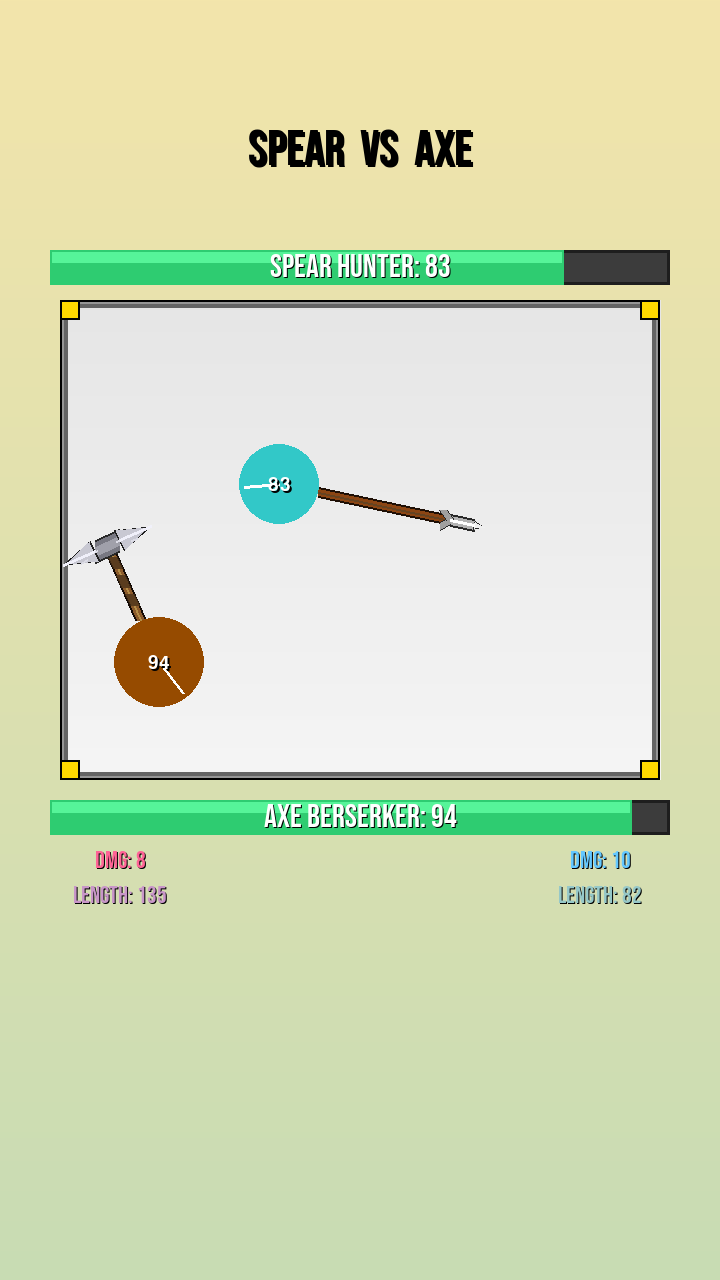 SPEAR VS AXE
SPEAR HUNTER: 83
83
94
AXE BERSERKER: 94
DMG: 8
DMG: 10
LENGTH: 135
LENGTH: 82